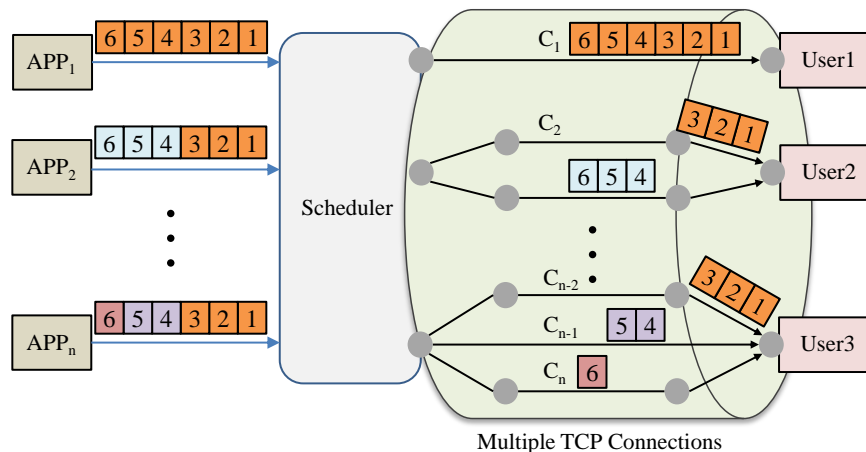 6 5 4 3 2 1
APP1
C1
6 5 4 3 2 1
User1
6 5 4 3 2 1
APP2
C2
3 2 1
6 5 4
User2
Scheduler
6 5 4 3 2 1
APPn
Cn-2
3 2 1
Cn-1
5 4
User3
Cn
6
Multiple TCP Connections